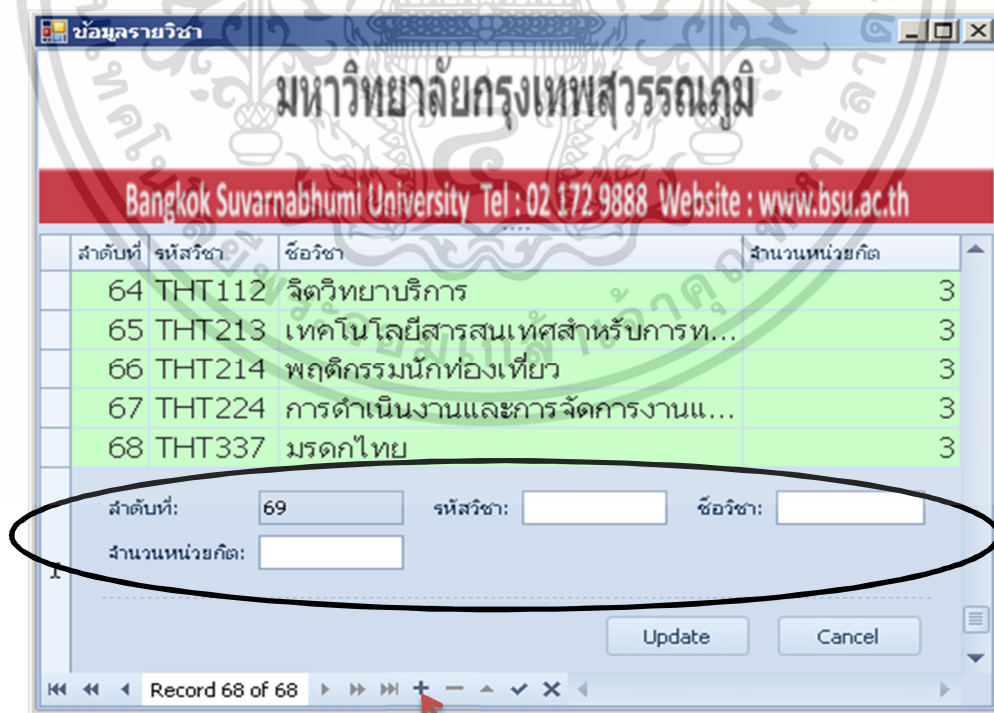 ข้อมูลรายวิชา
มหาวิทยาลัยกรุงเทพสุวรรณภูมิ
Bangkok Suvarnabhumi University Tel : 02 172 9888 Website : www.bsu.ac.th
ลำดับที่ รหัสวิชา ชื่อวิชา จำนวนหน่วยกิต
64 THT112 จิตวิทยาบริการ 3
65 THT213 เทคโนโลยีสารสนเทศสำหรับการท... 3
66 THT214 พฤติกรรมนักท่องเที่ยว 3
67 THT224 การดำเนินงานและการจัดการงานแ... 3
68 THT337 มรดกไทย 3
ลำดับที่: 69 รหัสวิชา: ชื่อวิชา:
จำนวนหน่วยกิต:
Update Cancel
Record 68 of 68